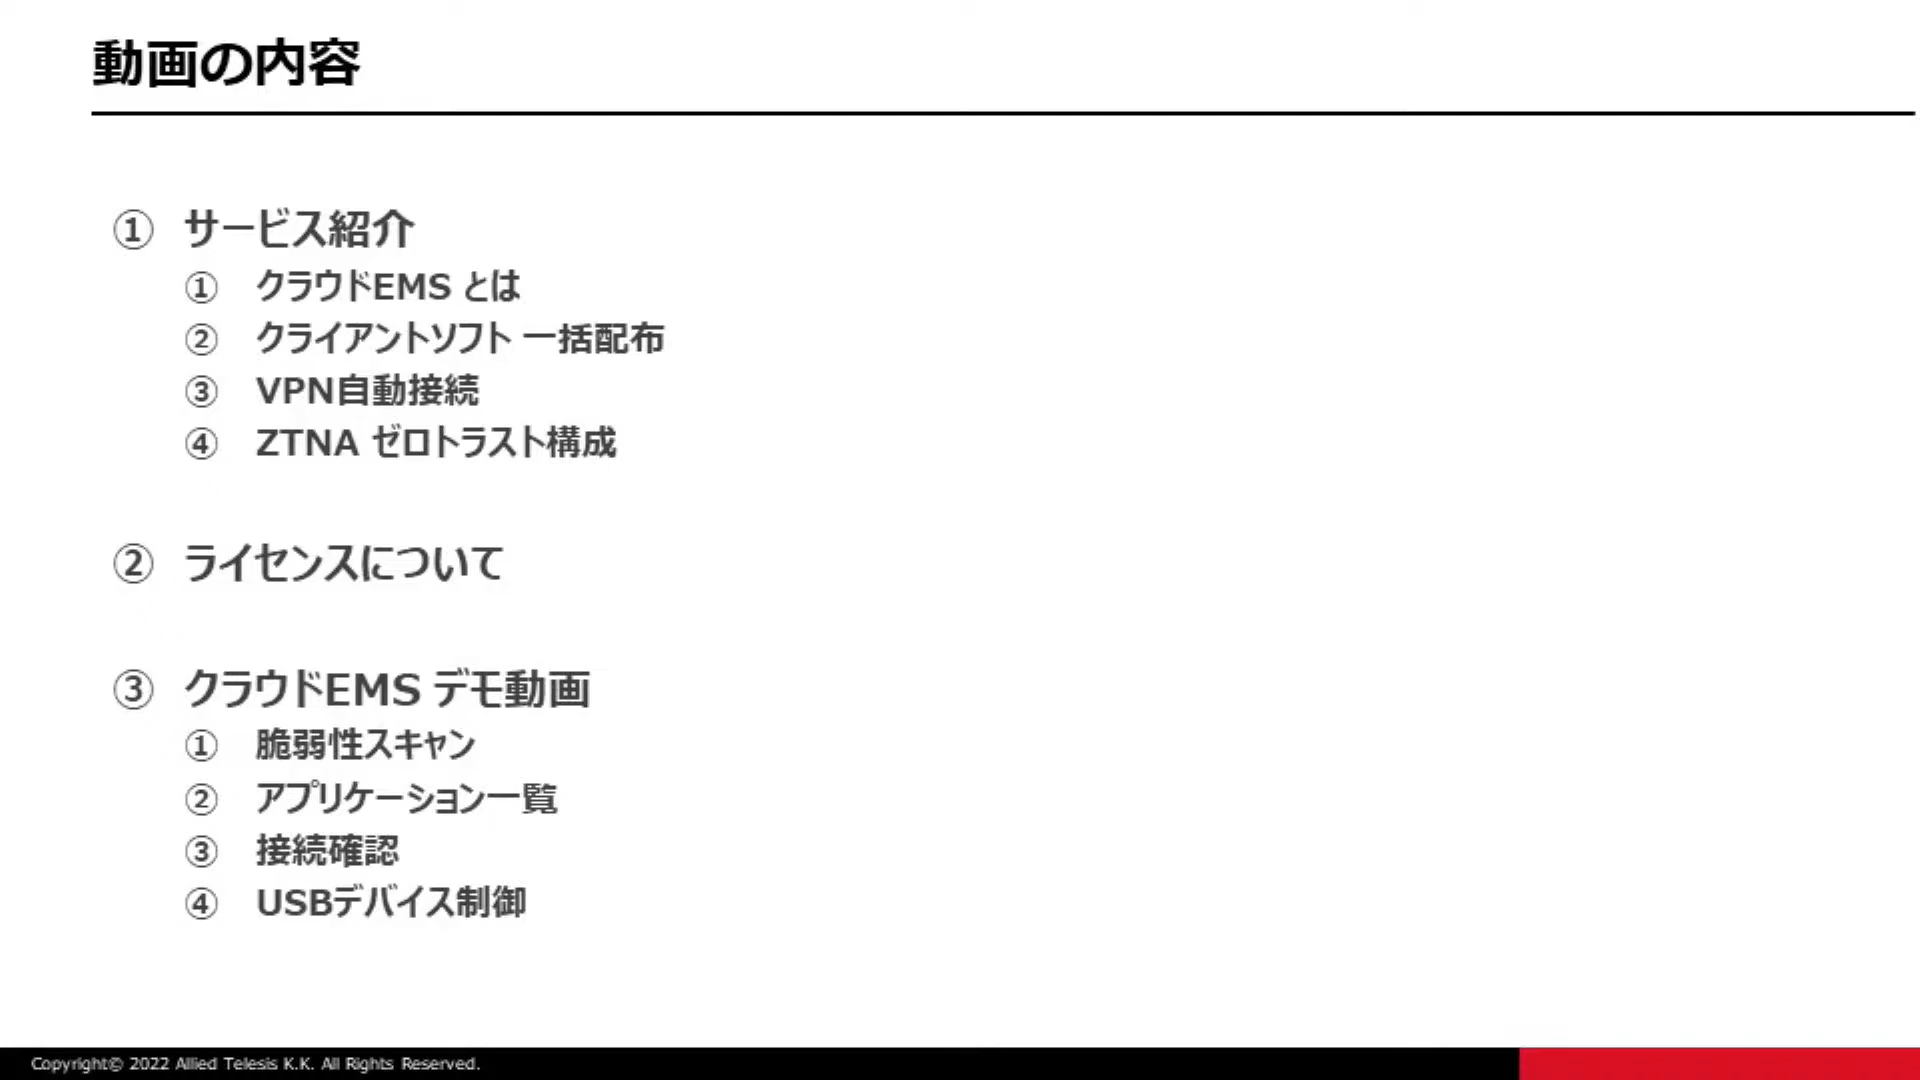 動画の内容
① サービス紹介
① クラウドEMS とは
② クライアントソフト 一括配布
③ VPN自動接続
④ ZTNA ゼロトラスト構成
② ライセンスについて
③ クラウドEMS デモ動画
① 脆弱性スキャン
② アプリケーション一覧
③ 接続確認
④ USBデバイス制御
Copyright© 2022 Allied Telesis K.K. All Rights Reserved.